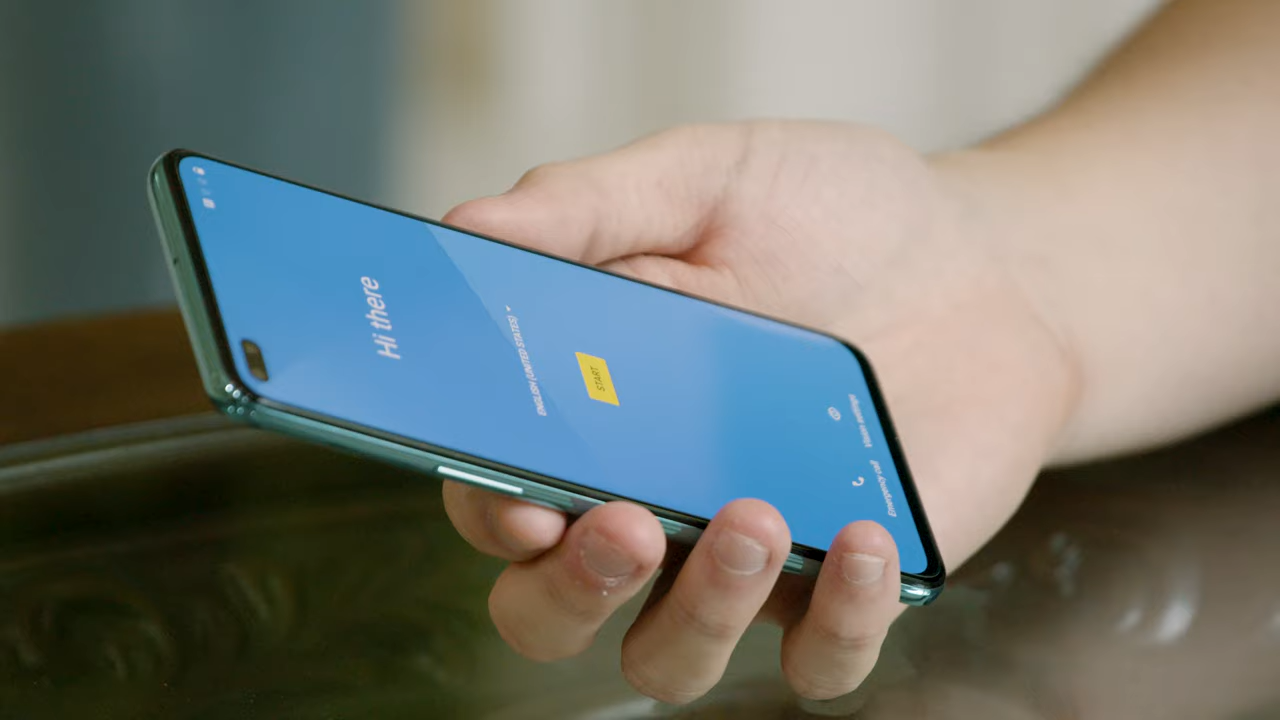 Hi there
ENGLISH (UNITED STATES)
START
Vision settings
Emergency call